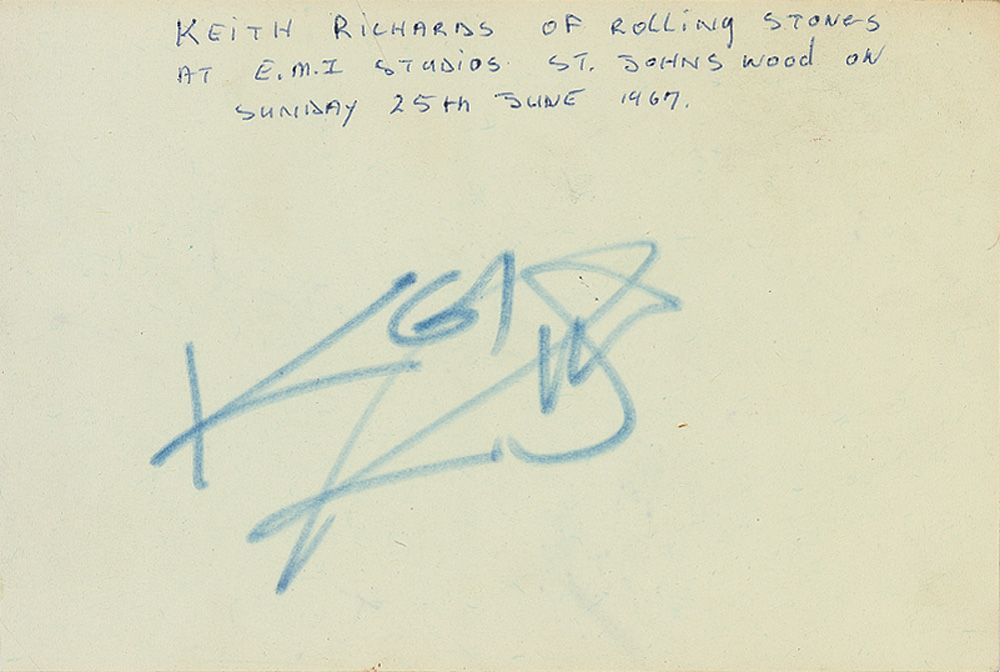 KEITH RICHARDS OF ROLLING STONES
AT E.M.I STUDIOS. ST. JOHNS WOOD ON
SUNDAY 25TH JUNE 1967.